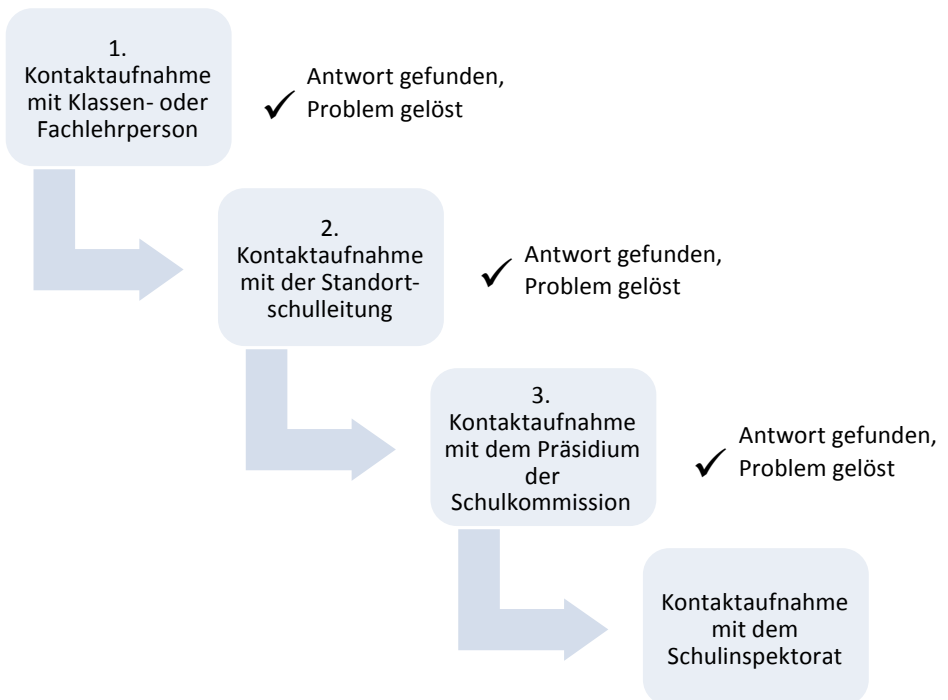 1.
Kontaktaufnahme
mit Klassen- oder
Fachlehrperson
Antwort gefunden,
Problem gelöst
2.
Kontaktaufnahme
mit der Standort-
schulleitung
Antwort gefunden,
Problem gelöst
3.
Kontaktaufnahme
mit dem Präsidium
der
Schulkommission
Antwort gefunden,
Problem gelöst
Kontaktaufnahme
mit dem
Schulinspektorat